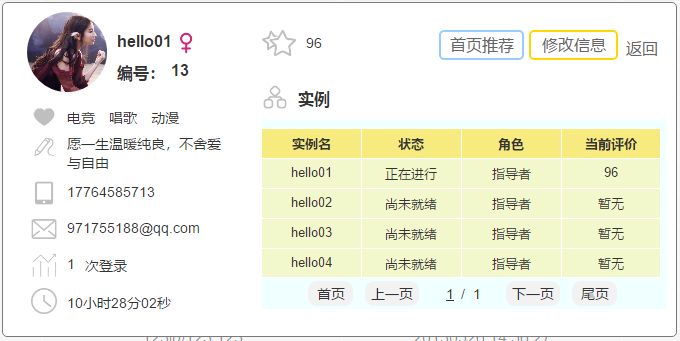 hello01
编号： 13
电竞 唱歌 动漫
愿一生温暖纯良，不舍爱
与自由
17764585713
971755188@qq.com
1 次登录
10小时28分02秒
96
首页推荐 修改信息 返回
实例
实例名 状态 角色 当前评价
hello01 正在进行 指导者 96
hello02 尚未就绪 指导者 暂无
hello03 尚未就绪 指导者 暂无
hello04 尚未就绪 指导者 暂无
首页 上一页 1 / 1 下一页 尾页